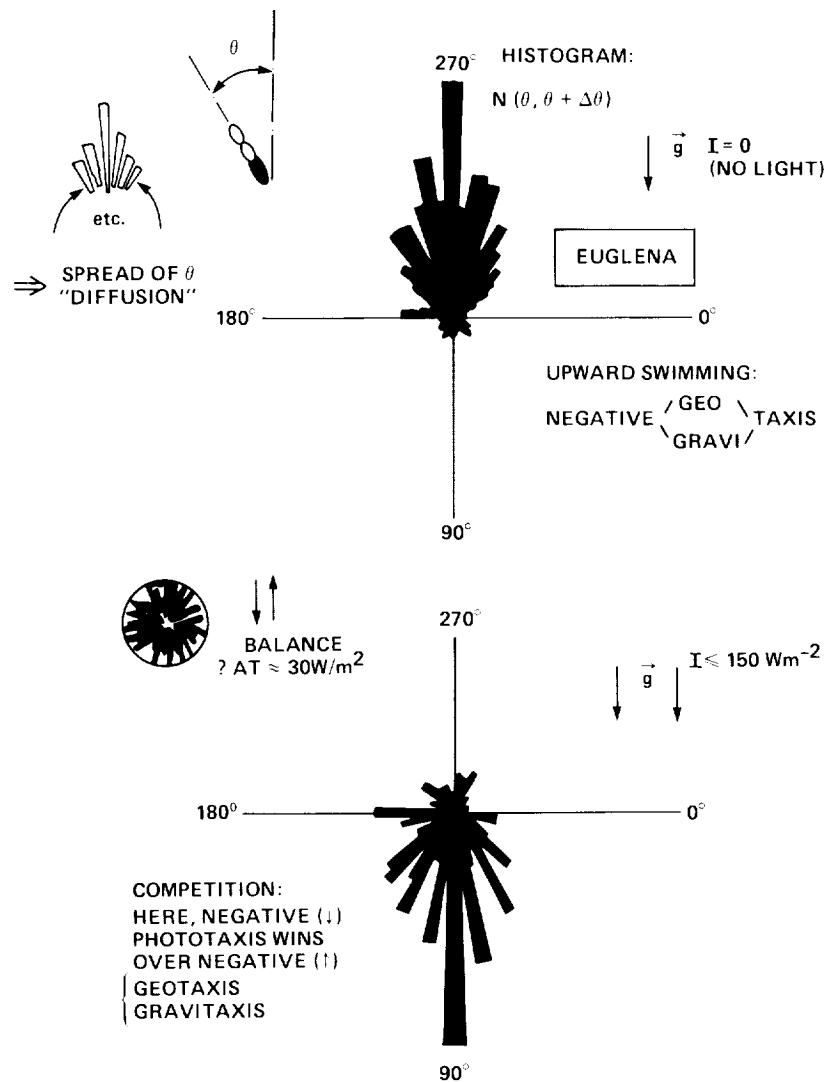 θ
270°
HISTOGRAM:
N (θ, θ + Δθ)
g⃗ I = 0
(NO LIGHT)
etc.
EUGLENA
⇒ SPREAD OF θ
"DIFFUSION"
180° 0°
UPWARD SWIMMING:
NEGATIVE GEO TAXIS
GRAVI
90°
BALANCE
? AT ≈ 30W/m²
270°
g⃗ I ⩽ 150 Wm⁻²
180° 0°
COMPETITION:
HERE, NEGATIVE (↓)
PHOTOTAXIS WINS
OVER NEGATIVE (↑)
GEOTAXIS
GRAVITAXIS
90°